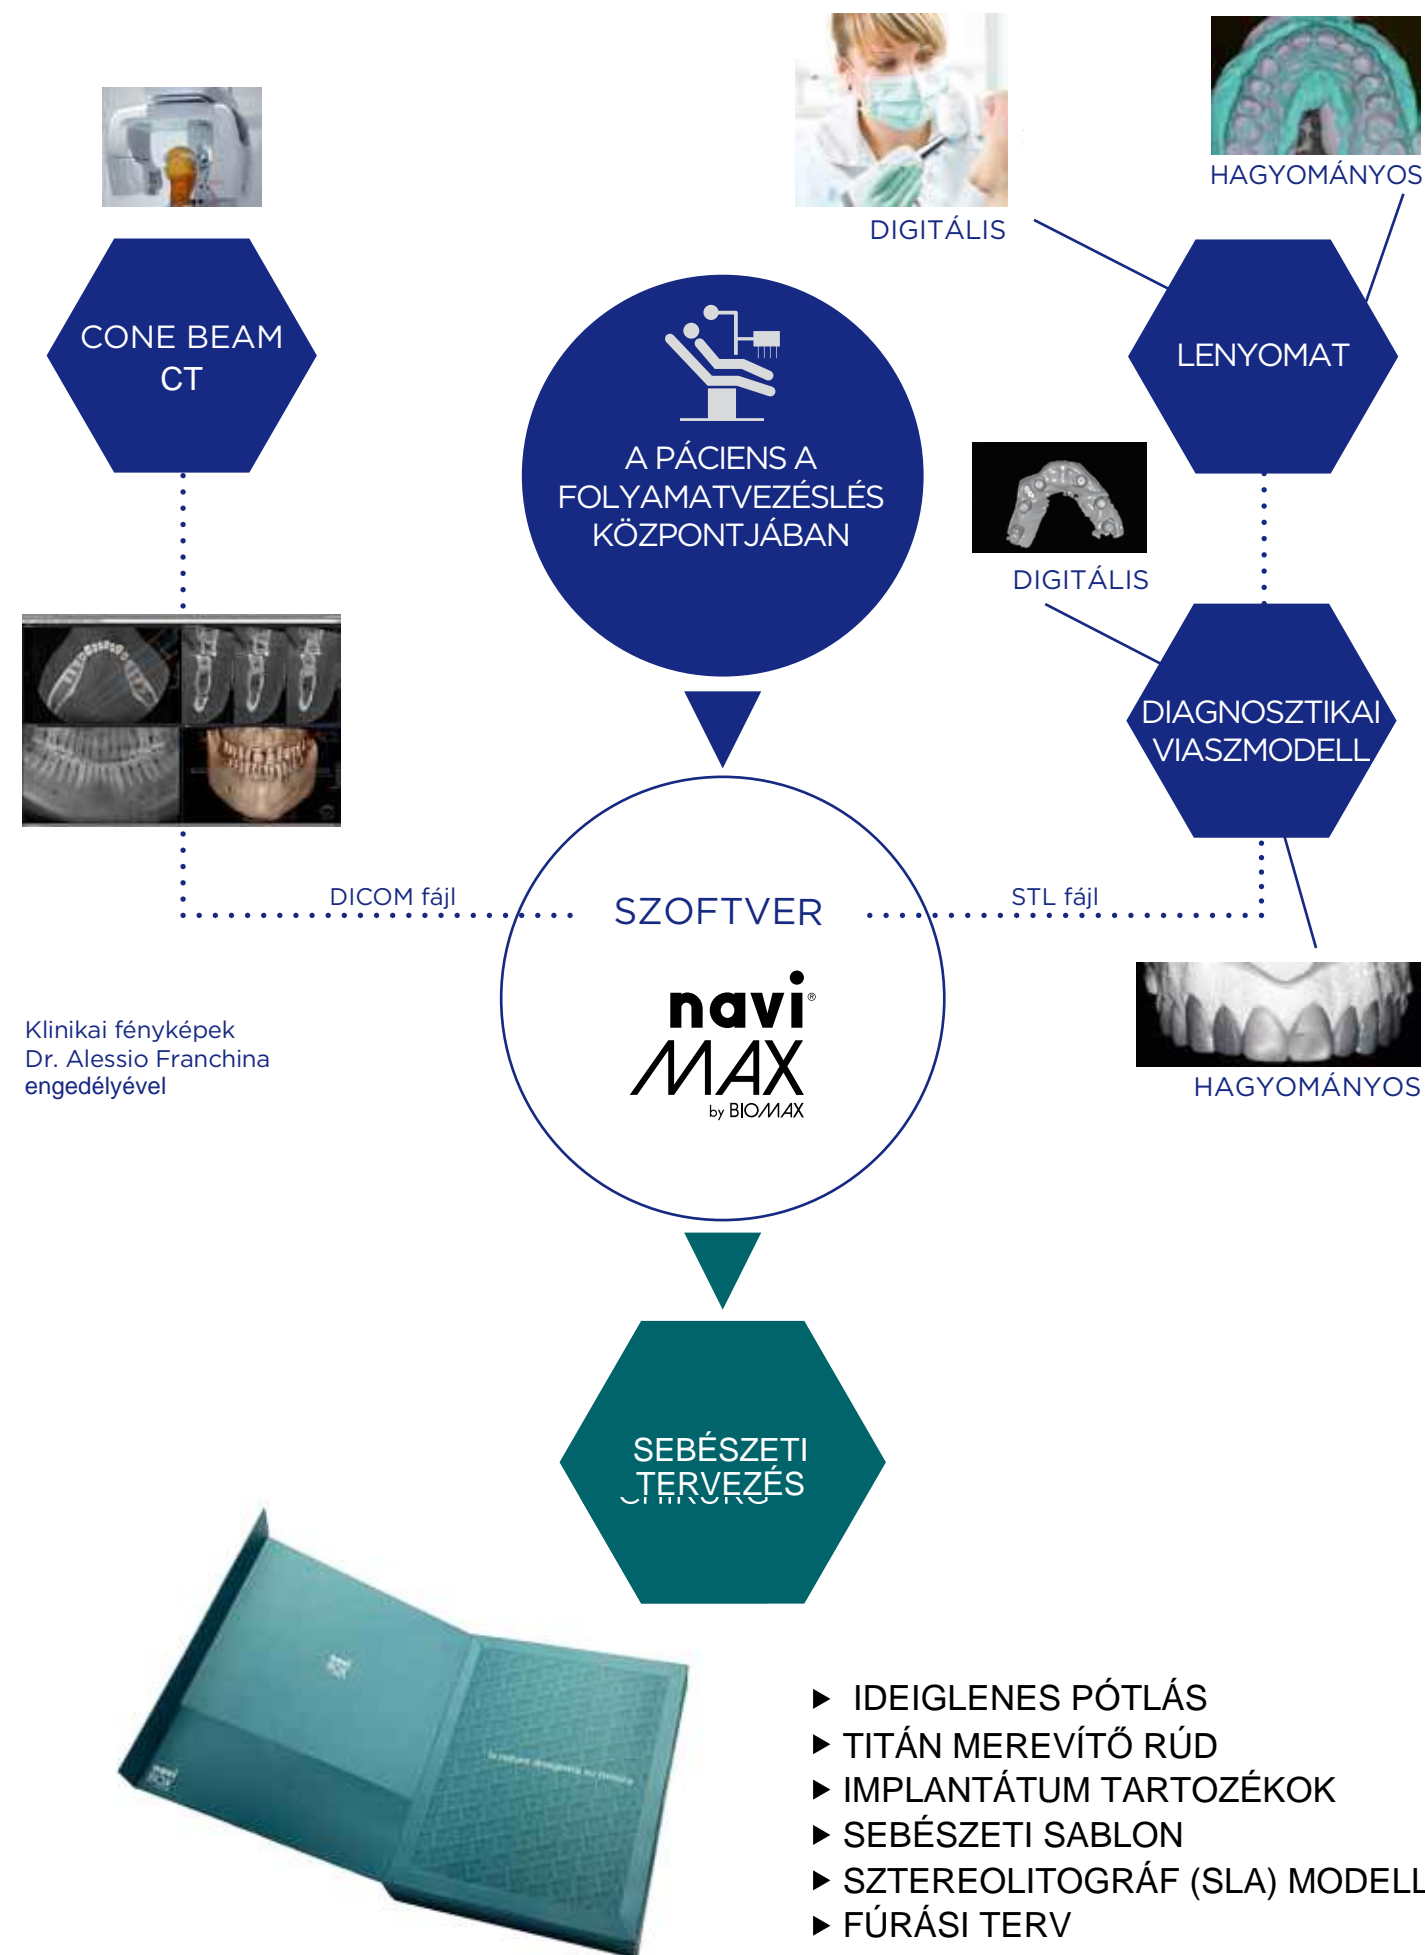 HAGYOMÁNYOS
DIGITÁLIS
CONE BEAM
CT
LENYOMAT
A PÁCIENS A
FOLYAMATVEZÉSLÉS
KÖZPONTJÁBAN
DIGITÁLIS
DIAGNOSZTIKAI
VIASZMODELL
DICOM fájl
SZOFTVER
STL fájl
navi®
MAX
by BIOMAX
Klinikai fényképek
Dr. Alessio Franchina
engedélyével
HAGYOMÁNYOS
SEBÉSZETI
TERVEZÉS
navi
BOX
▶ IDEIGLENES PÓTLÁS
▶ TITÁN MEREVÍTŐ RÚD
▶ IMPLANTÁTUM TARTOZÉKOK
▶ SEBÉSZETI SABLON
▶ SZTEREOLITOGRÁF (SLA) MODELL
▶ FÚRÁSI TERV